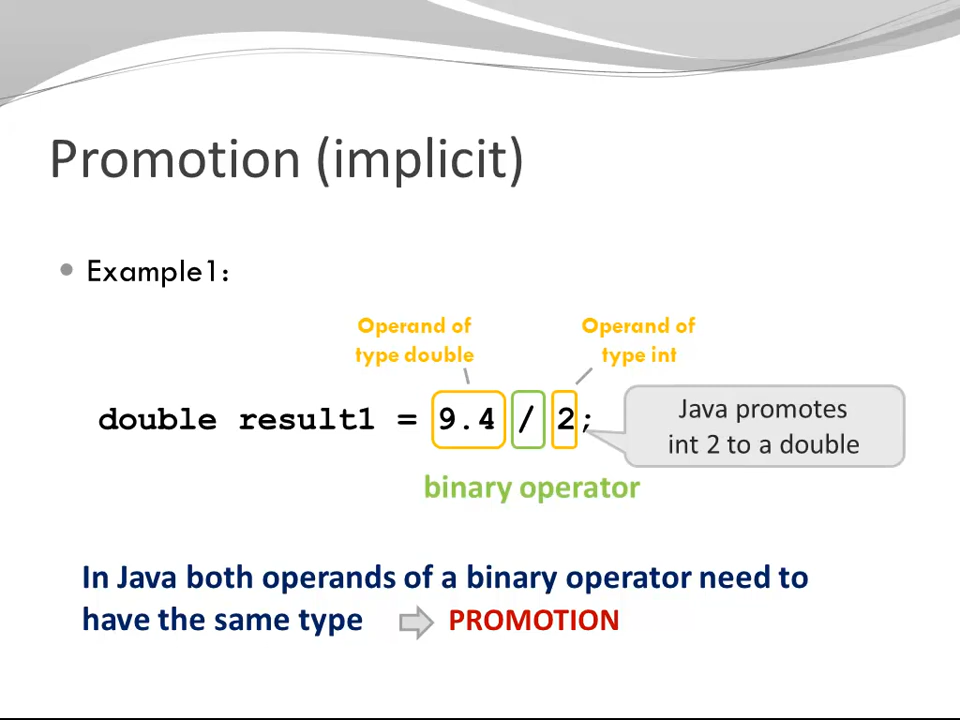 Promotion (implicit)
Example1:
Operand of
type double
Operand of
type int
double result1 = 9.4 / 2;
Java promotes
int 2 to a double
binary operator
In Java both operands of a binary operator need to
have the same type PROMOTION